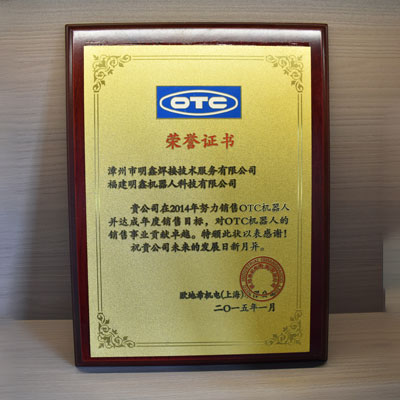 OTC
荣誉证书
漳州市明鑫焊接技术服务有限公司
福建明鑫机器人科技有限公司
贵公司在2014年努力销售OTC机器人
并达成年度销售目标，对OTC机器人的
销售事业贡献卓越。特颁此状以表感谢！
祝贵公司未来的发展日新月异。
欧地希机电(上海)有限公司
二〇一五年一月